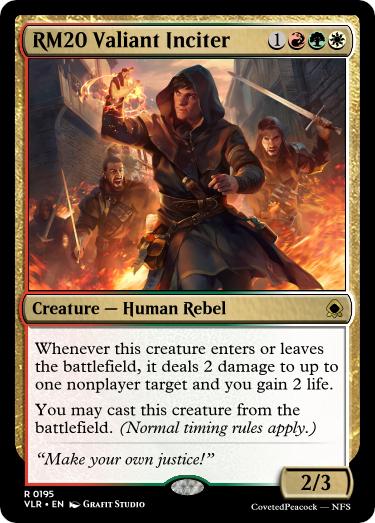 RM20 Valiant Inciter 1
Creature — Human Rebel
Whenever this creature enters or leaves
the battlefield, it deals 2 damage to up to
one nonplayer target and you gain 2 life.
You may cast this creature from the
battlefield. (Normal timing rules apply.)
“Make your own justice!”
2/3
R 0195
VLR • EN Grafit Studio
CovetedPeacock — NFS